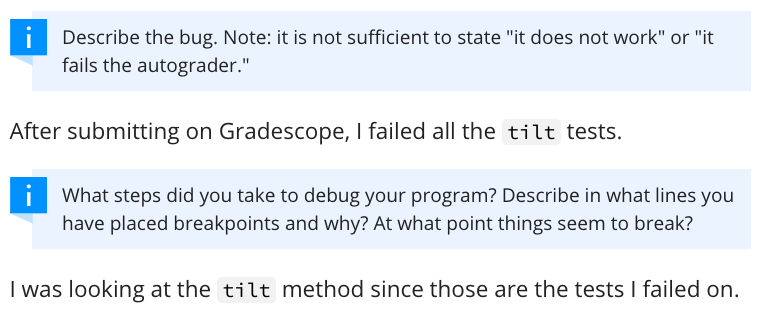 Describe the bug. Note: it is not sufficient to state "it does not work" or "it
fails the autograder."
After submitting on Gradescope, I failed all the tilt tests.
What steps did you take to debug your program? Describe in what lines you
have placed breakpoints and why? At what point things seem to break?
I was looking at the tilt method since those are the tests I failed on.